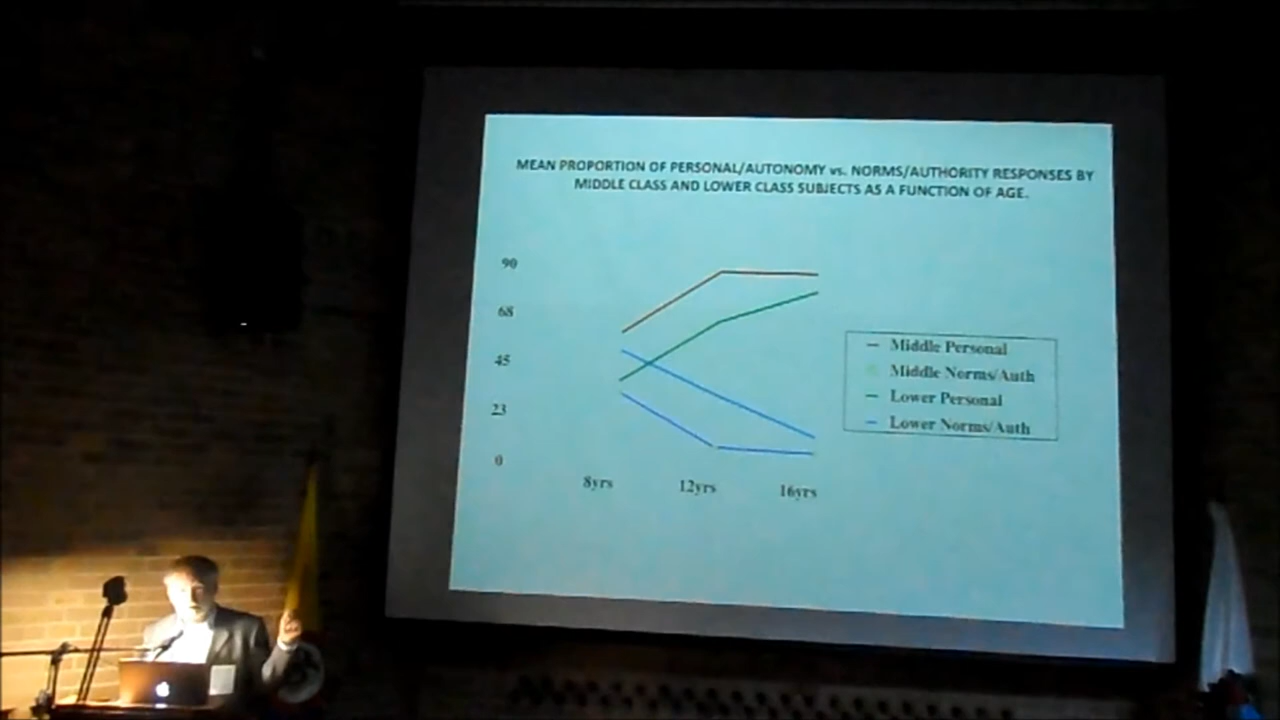 MEAN PROPORTION OF PERSONAL/AUTONOMY vs. NORMS/AUTHORITY RESPONSES BY
MIDDLE CLASS AND LOWER CLASS SUBJECTS AS A FUNCTION OF AGE.
90
68
45
23
0
8yrs 12yrs 16yrs
Middle Personal
Middle Norms/Auth
Lower Personal
Lower Norms/Auth